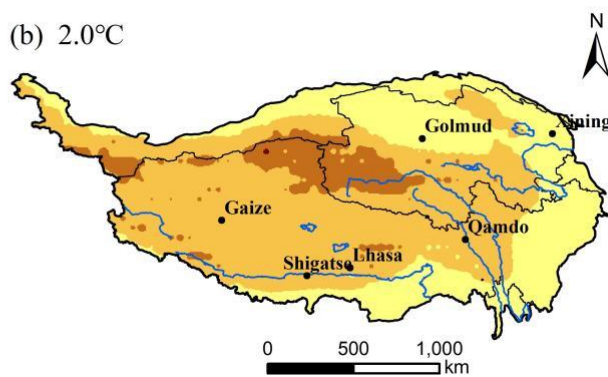 (b) 2.0℃
N
Golmud
Xining
Gaize
Qamdo
Shigatse
Lhasa
0 500 1,000
km